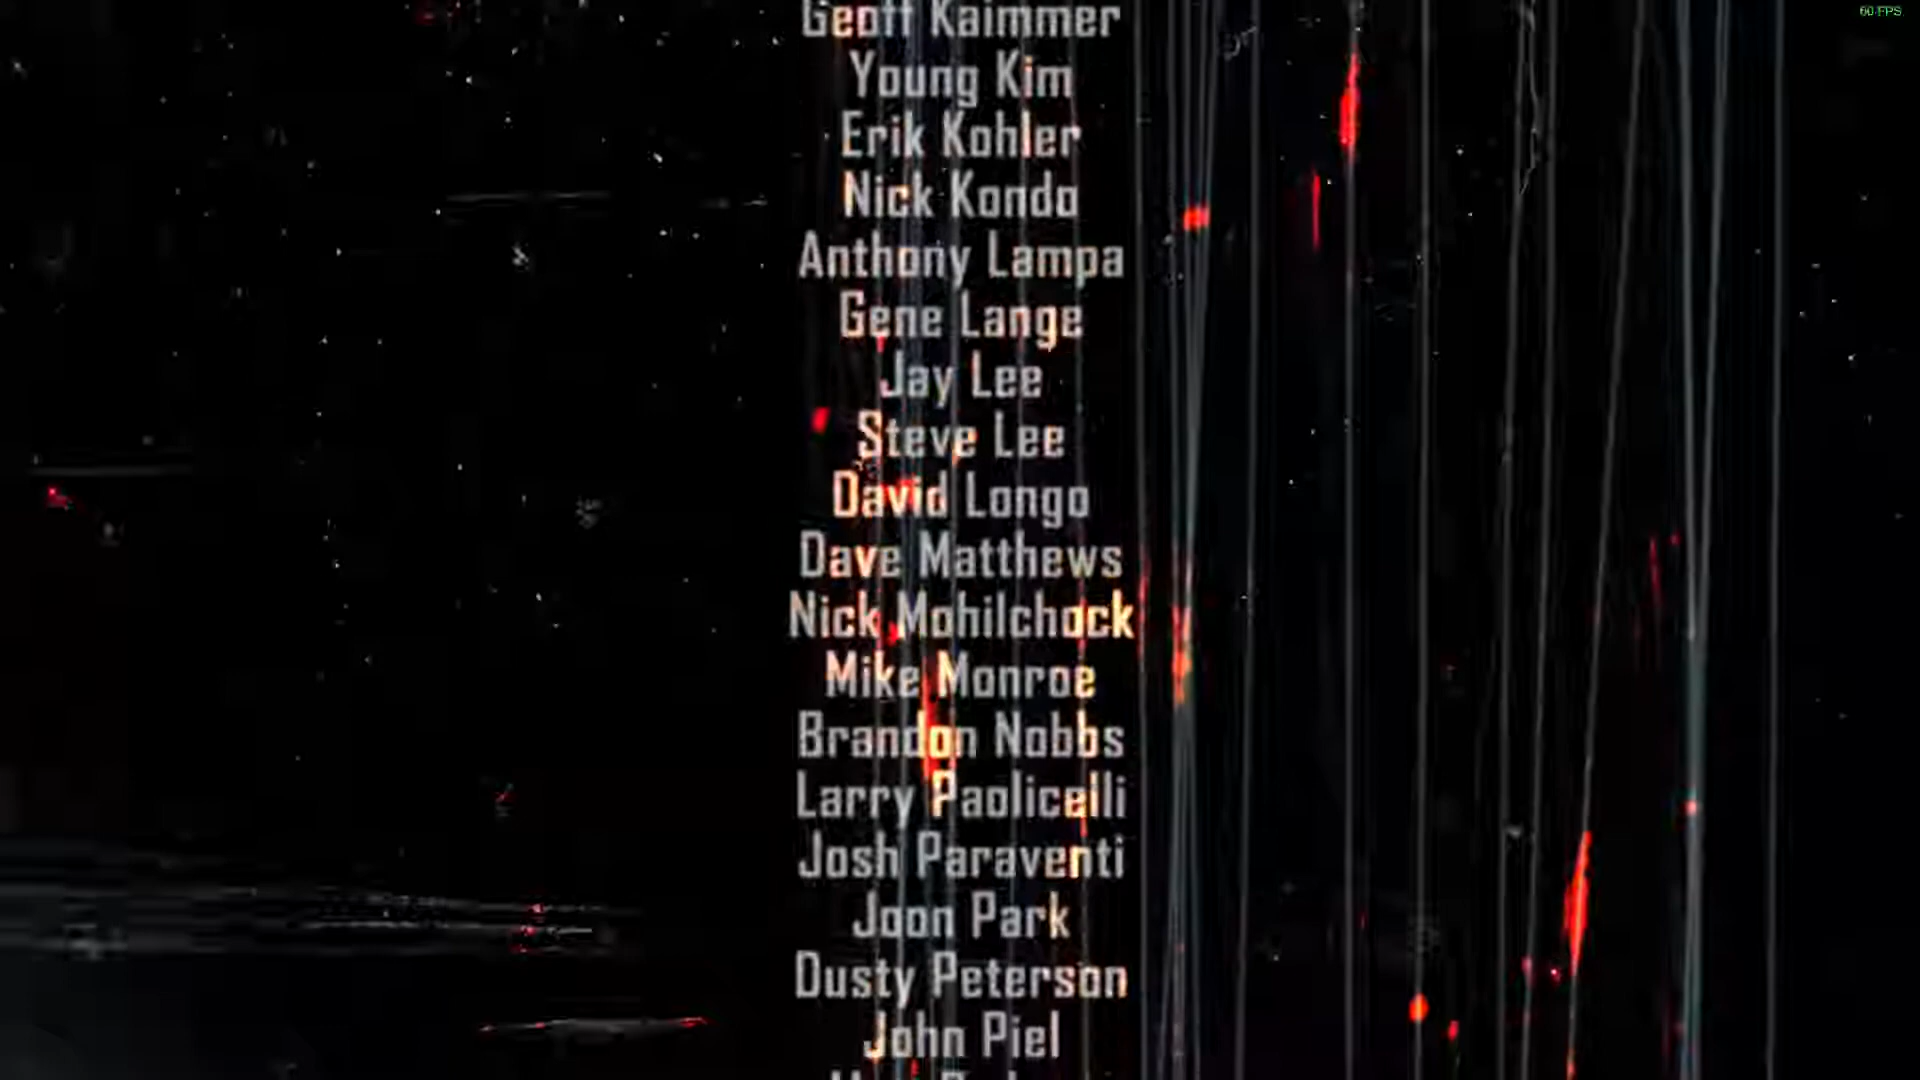 60 FPS
Geoff Kaimmer
Young Kim
Erik Kohler
Nick Kondo
Anthony Lampa
Gene Lange
Jay Lee
Steve Lee
David Longo
Dave Matthews
Nick Mohilchock
Mike Monroe
Brandon Nobbs
Larry Paolicelli
Josh Paraventi
Joon Park
Dusty Peterson
John Piel